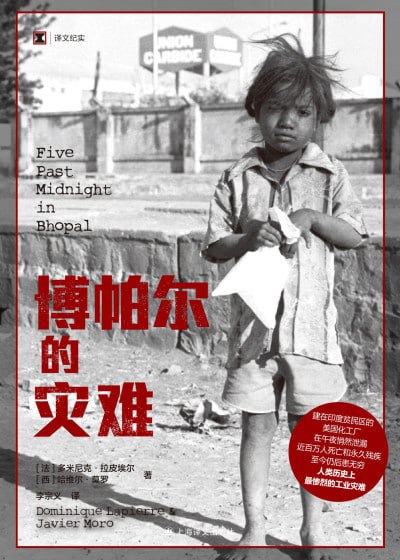 译文纪实
UNION
CARBIDE
Five
Past
Midnight
in
Bhopal
博帕尔
的
灾难
[法]多米尼克·拉皮埃尔
[西]哈维尔·莫罗
著
李宗义 译
Dominique Lapierre &
Javier Moro
上海译文出版社
建在印度贫民区的
美国化工厂
在午夜悄然泄漏
近百万人死亡和永久残疾
至今仍后患无穷
人类历史上
最惨烈的工业灾难